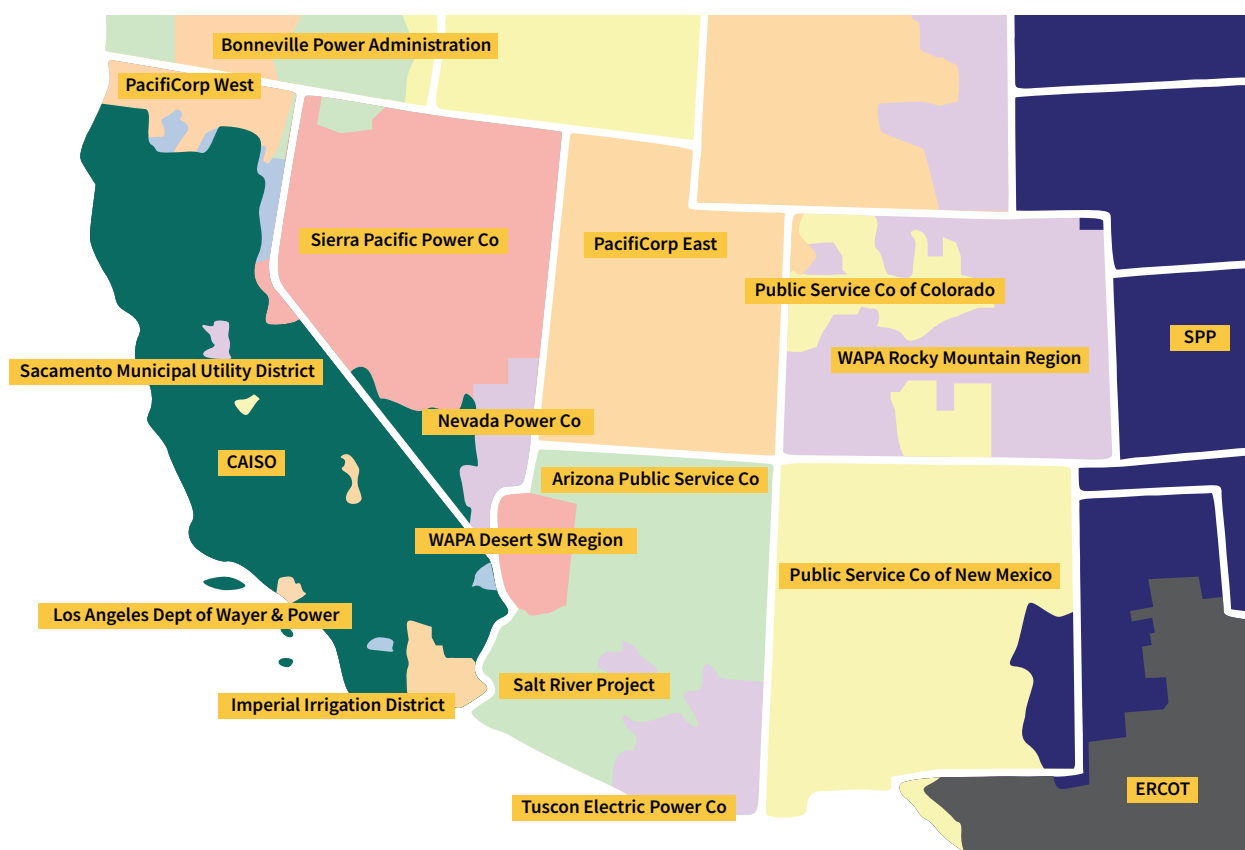 Bonneville Power Administration
PacifiCorp West
Sierra Pacific Power Co
PacifiCorp East
Public Service Co of Colorado
SPP
WAPA Rocky Mountain Region
Sacamento Municipal Utility District
Nevada Power Co
CAISO
Arizona Public Service Co
WAPA Desert SW Region
Public Service Co of New Mexico
Los Angeles Dept of Wayer & Power
Salt River Project
Imperial Irrigation District
ERCOT
Tuscon Electric Power Co